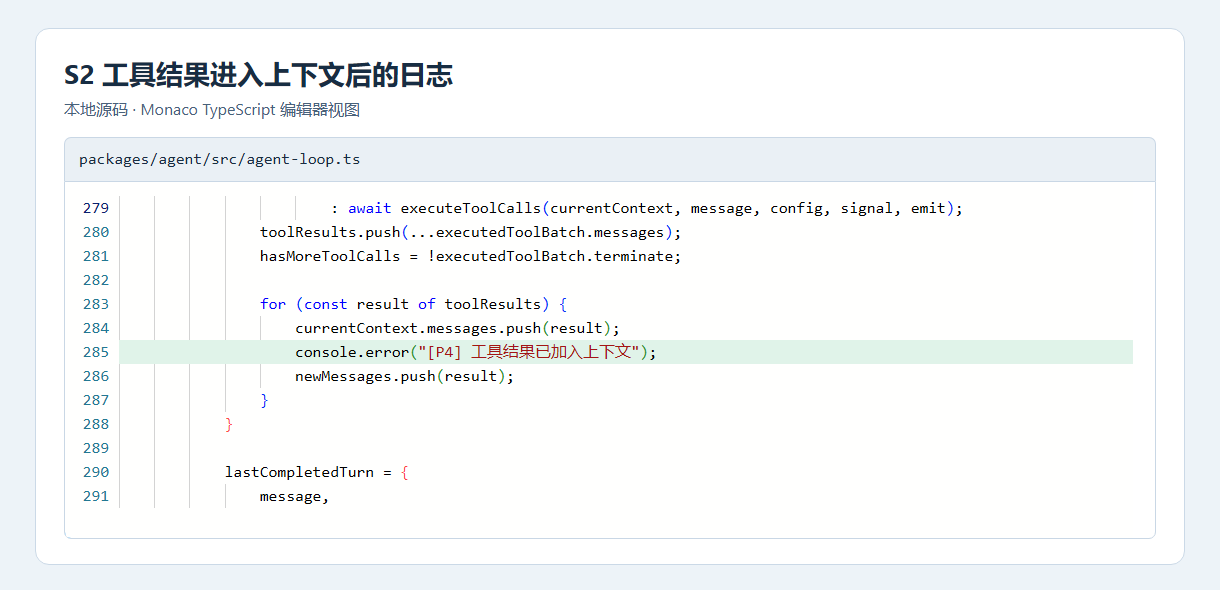 S2 工具结果进入上下文后的日志
本地源码 · Monaco TypeScript 编辑器视图
packages/agent/src/agent-loop.ts
279 : await executeToolCalls(currentContext, message, config, signal, emit);
280 toolResults.push(...executedToolBatch.messages);
281 hasMoreToolCalls = !executedToolBatch.terminate;
282
283 for (const result of toolResults) {
284 currentContext.messages.push(result);
285 console.error("[P4] 工具结果已加入上下文");
286 newMessages.push(result);
287 }
288 }
289
290 lastCompletedTurn = {
291 message,